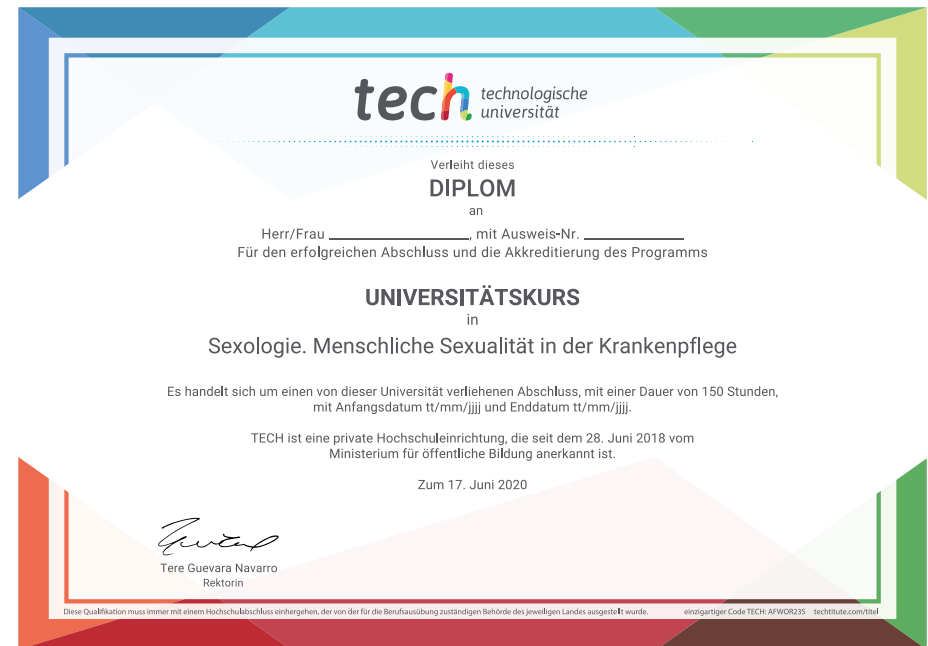 tech technologische
universität
Verleiht dieses
DIPLOM
an
Herr/Frau ____________________, mit Ausweis-Nr. ______________
Für den erfolgreichen Abschluss und die Akkreditierung des Programms
UNIVERSITÄTSKURS
in
Sexologie. Menschliche Sexualität in der Krankenpflege
Es handelt sich um einen von dieser Universität verliehenen Abschluss, mit einer Dauer von 150 Stunden,
mit Anfangsdatum tt/mm/jjjj und Enddatum tt/mm/jjjj.
TECH ist eine private Hochschuleinrichtung, die seit dem 28. Juni 2018 vom
Ministerium für öffentliche Bildung anerkannt ist.
Zum 17. Juni 2020
Tere Guevara Navarro
Rektorin
Diese Qualifikation muss immer mit einem Hochschulabschluss einhergehen, der von der für die Berufsausübung zuständigen Behörde des jeweiligen Landes ausgestellt wurde. einzigartiger Code TECH: AFWOR23S techtitute.com/titel